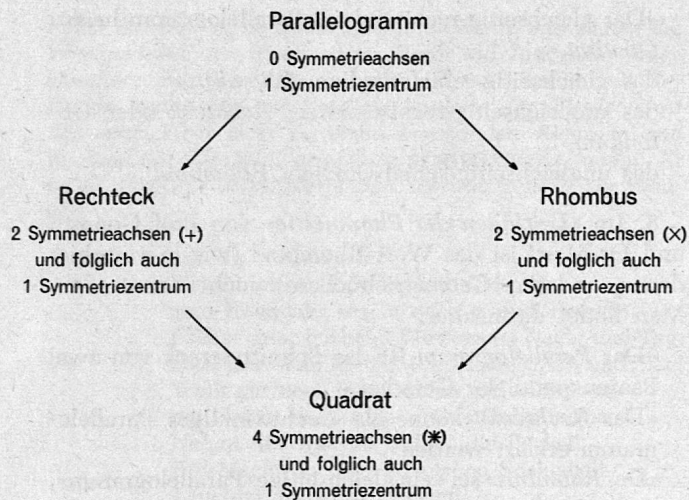 Parallelogramm
0 Symmetrieachsen
1 Symmetriezentrum
Rechteck
2 Symmetrieachsen (+)
und folglich auch
1 Symmetriezentrum
Rhombus
2 Symmetrieachsen (×)
und folglich auch
1 Symmetriezentrum
Quadrat
4 Symmetrieachsen (✱)
und folglich auch
1 Symmetriezentrum